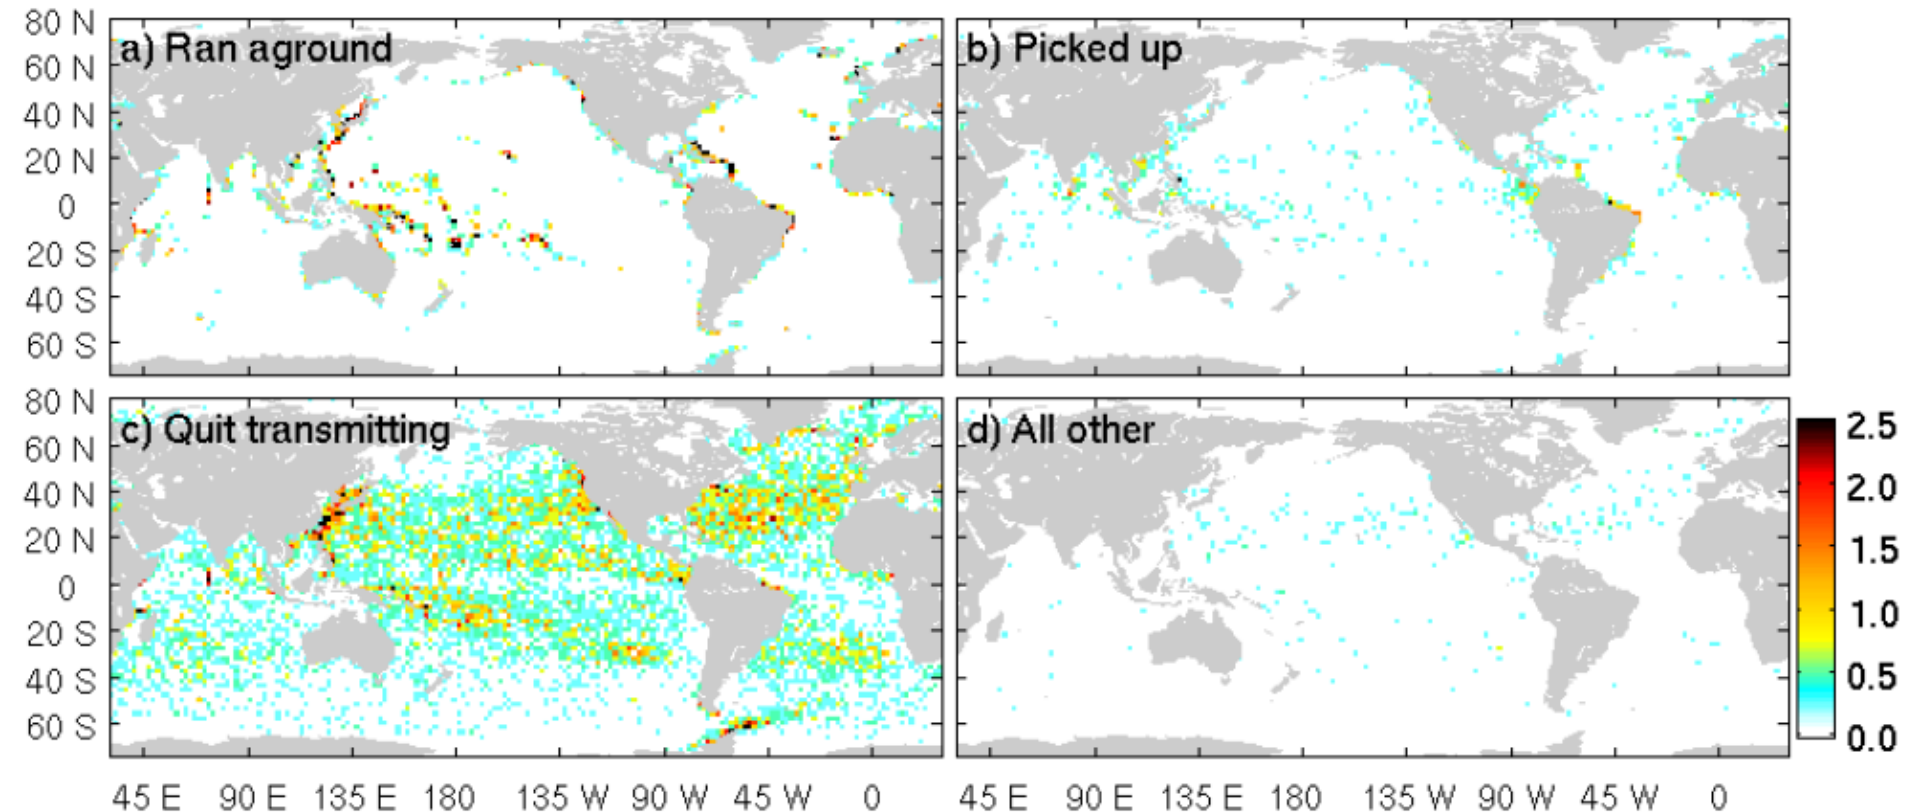 80 N
60 N
40 N
20 N
0
20 S
40 S
60 S
a) Ran aground
b) Picked up
80 N
60 N
40 N
20 N
0
20 S
40 S
60 S
c) Quit transmitting
d) All other
2.5
2.0
1.5
1.0
0.5
0.0
45 E 90 E 135 E 180 135 W 90 W 45 W 0
45 E 90 E 135 E 180 135 W 90 W 45 W 0